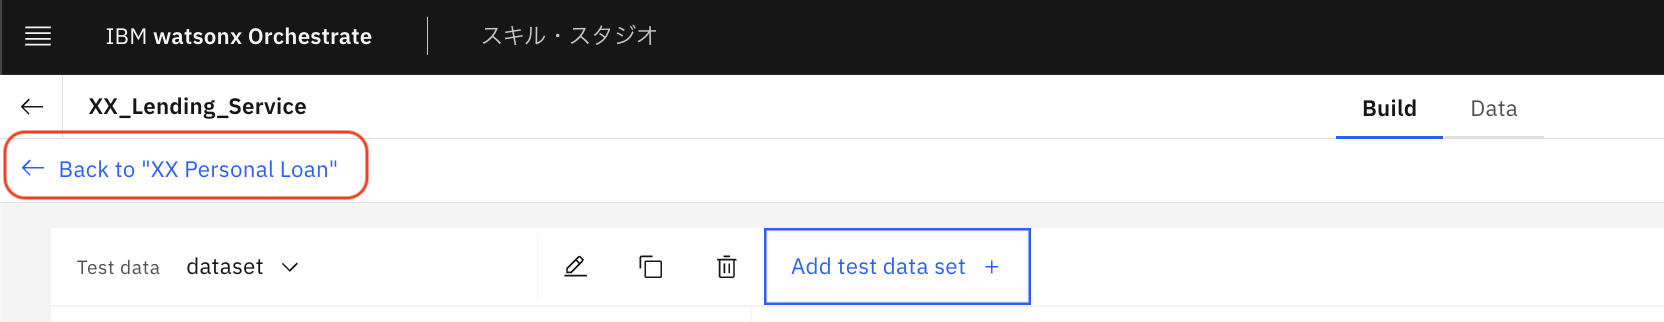 IBM watsonx Orchestrate スキル・スタジオ
XX_Lending_Service Build Data
Back to "XX Personal Loan"
Test data dataset Add test data set +